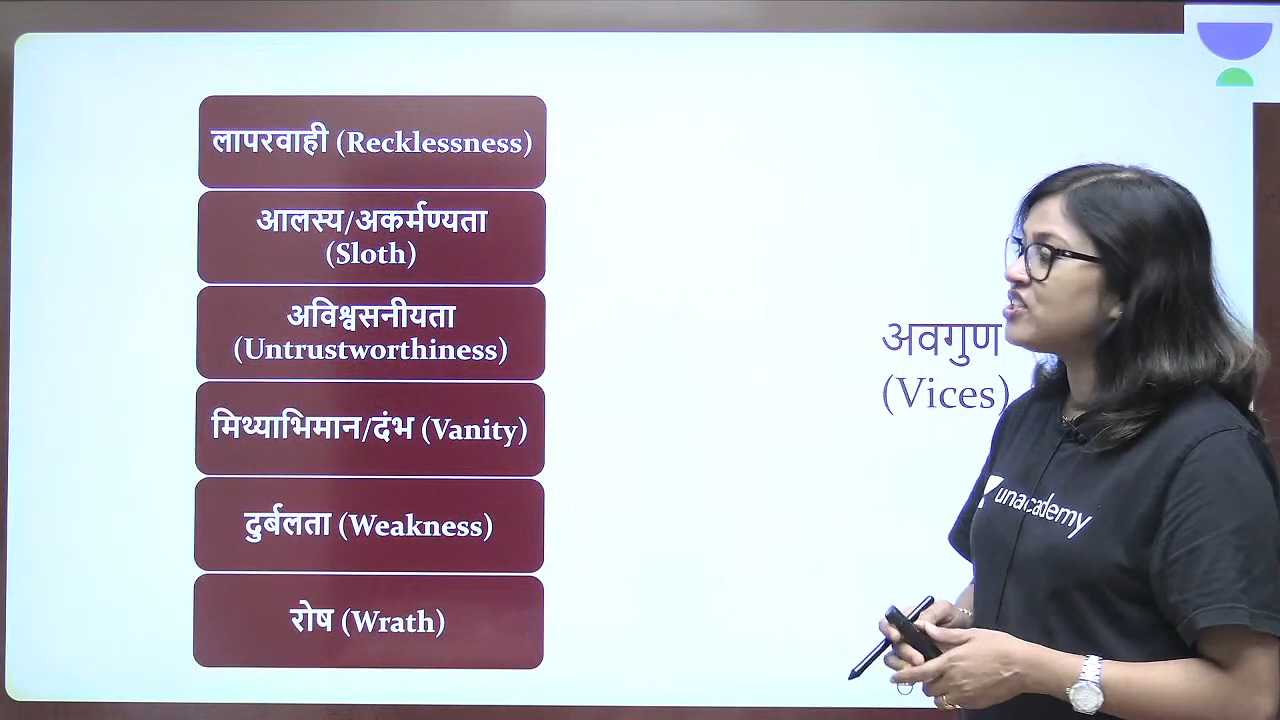 लापरवाही (Recklessness)
आलस्य/अकर्मण्यता
(Sloth)
अविश्वसनीयता
(Untrustworthiness)
मिथ्याभिमान/दंभ (Vanity)
दुर्बलता (Weakness)
रोष (Wrath)
अवगुण
(Vices)
unacademy